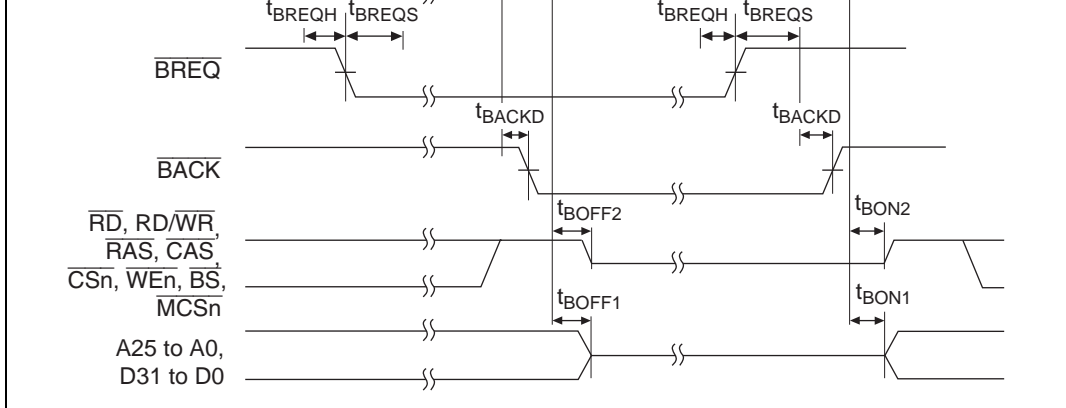 tBREQH tBREQS tBREQH tBREQS
BREQ
tBACKD tBACKD
BACK
tBOFF2 tBON2
RD, RD/WR,
RAS, CAS,
CSn, WEn, BS,
MCSn
tBOFF1 tBON1
A25 to A0,
D31 to D0